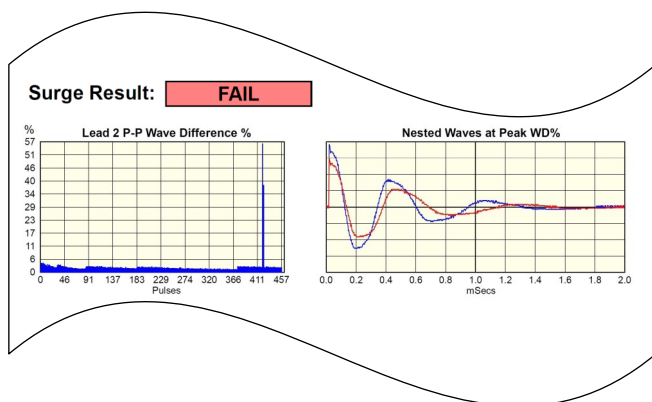 Surge Result: FAIL
Lead 2 P-P Wave Difference %
%
57
51
46
40
34
29
23
17
11
6
0
0 46 91 137 183 229 274 320 366 411 457
Pulses
Nested Waves at Peak WD%
0.0 0.2 0.4 0.6 0.8 1.0 1.2 1.4 1.6 1.8 2.0
mSecs